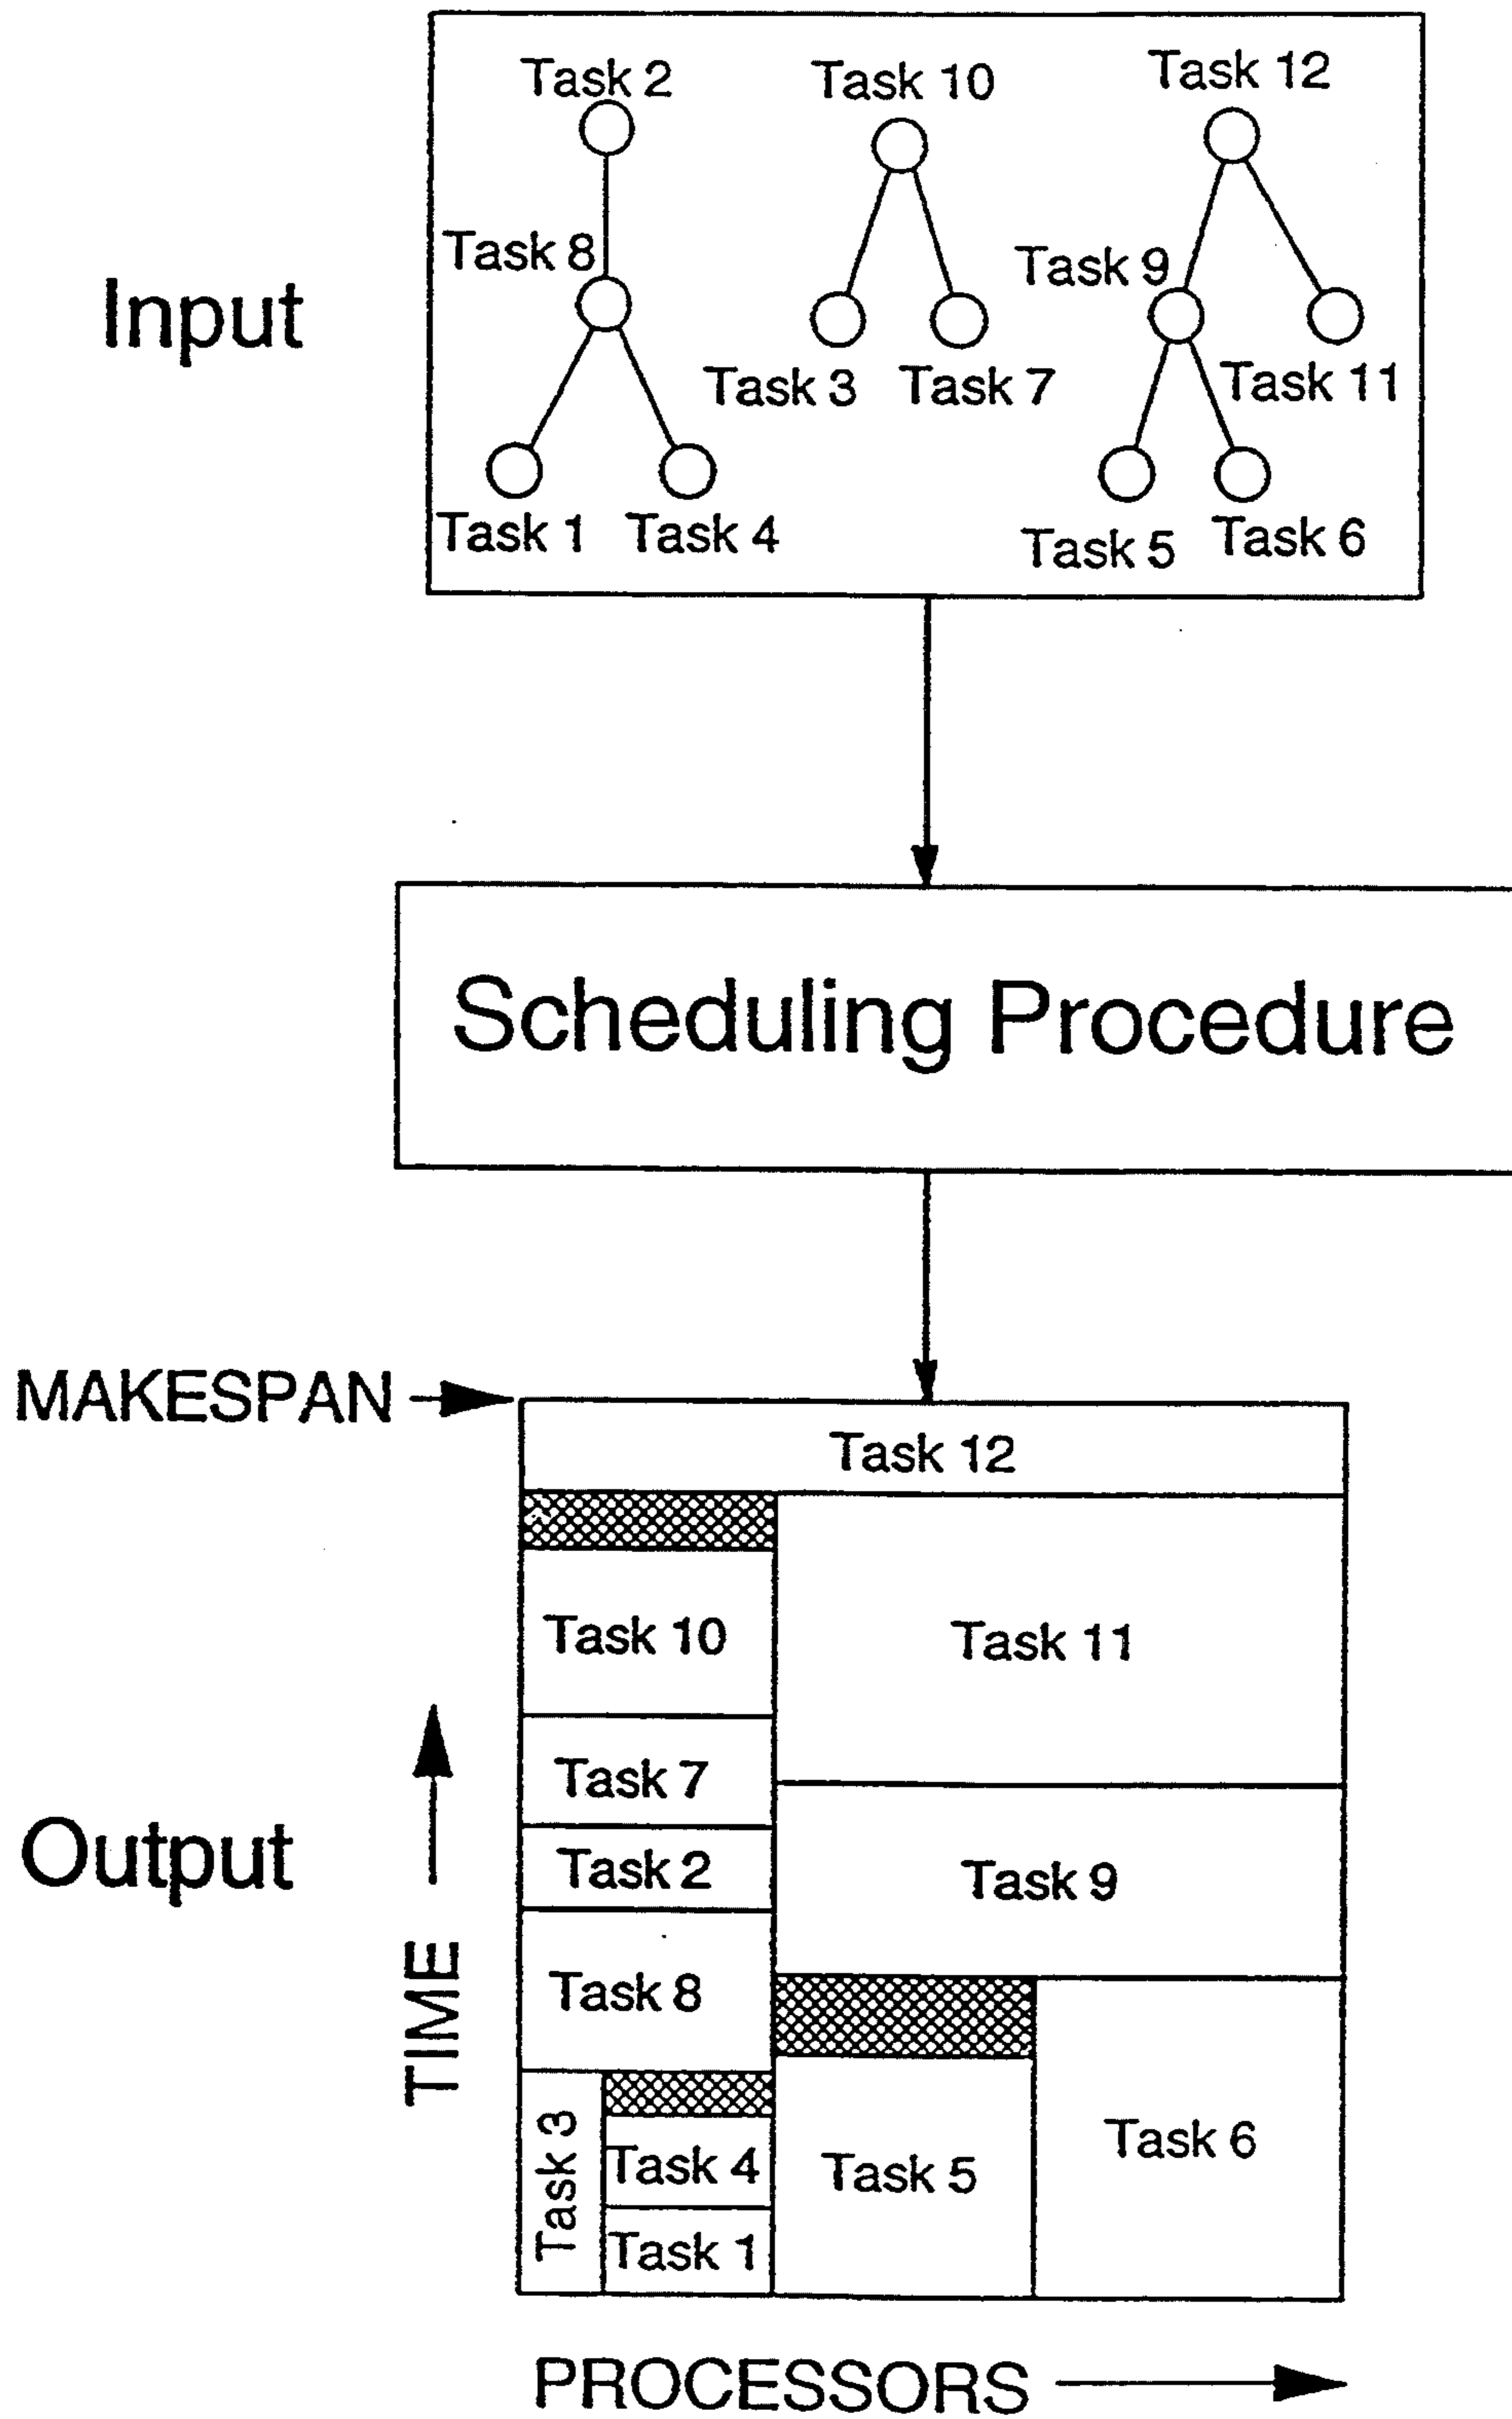 Task 2
Task 10
Task 12
Task 8
Task 9
Input
Task 3
Task 7
Task 11
Task 1
Task 4
Task 5
Task 6
Scheduling Procedure
MAKESPAN
Task 12
Task 10
Task 11
Task 7
Output
Task 2
Task 9
TIME
Task 8
Task 3
Task 4
Task 5
Task 6
Task 1
PROCESSORS